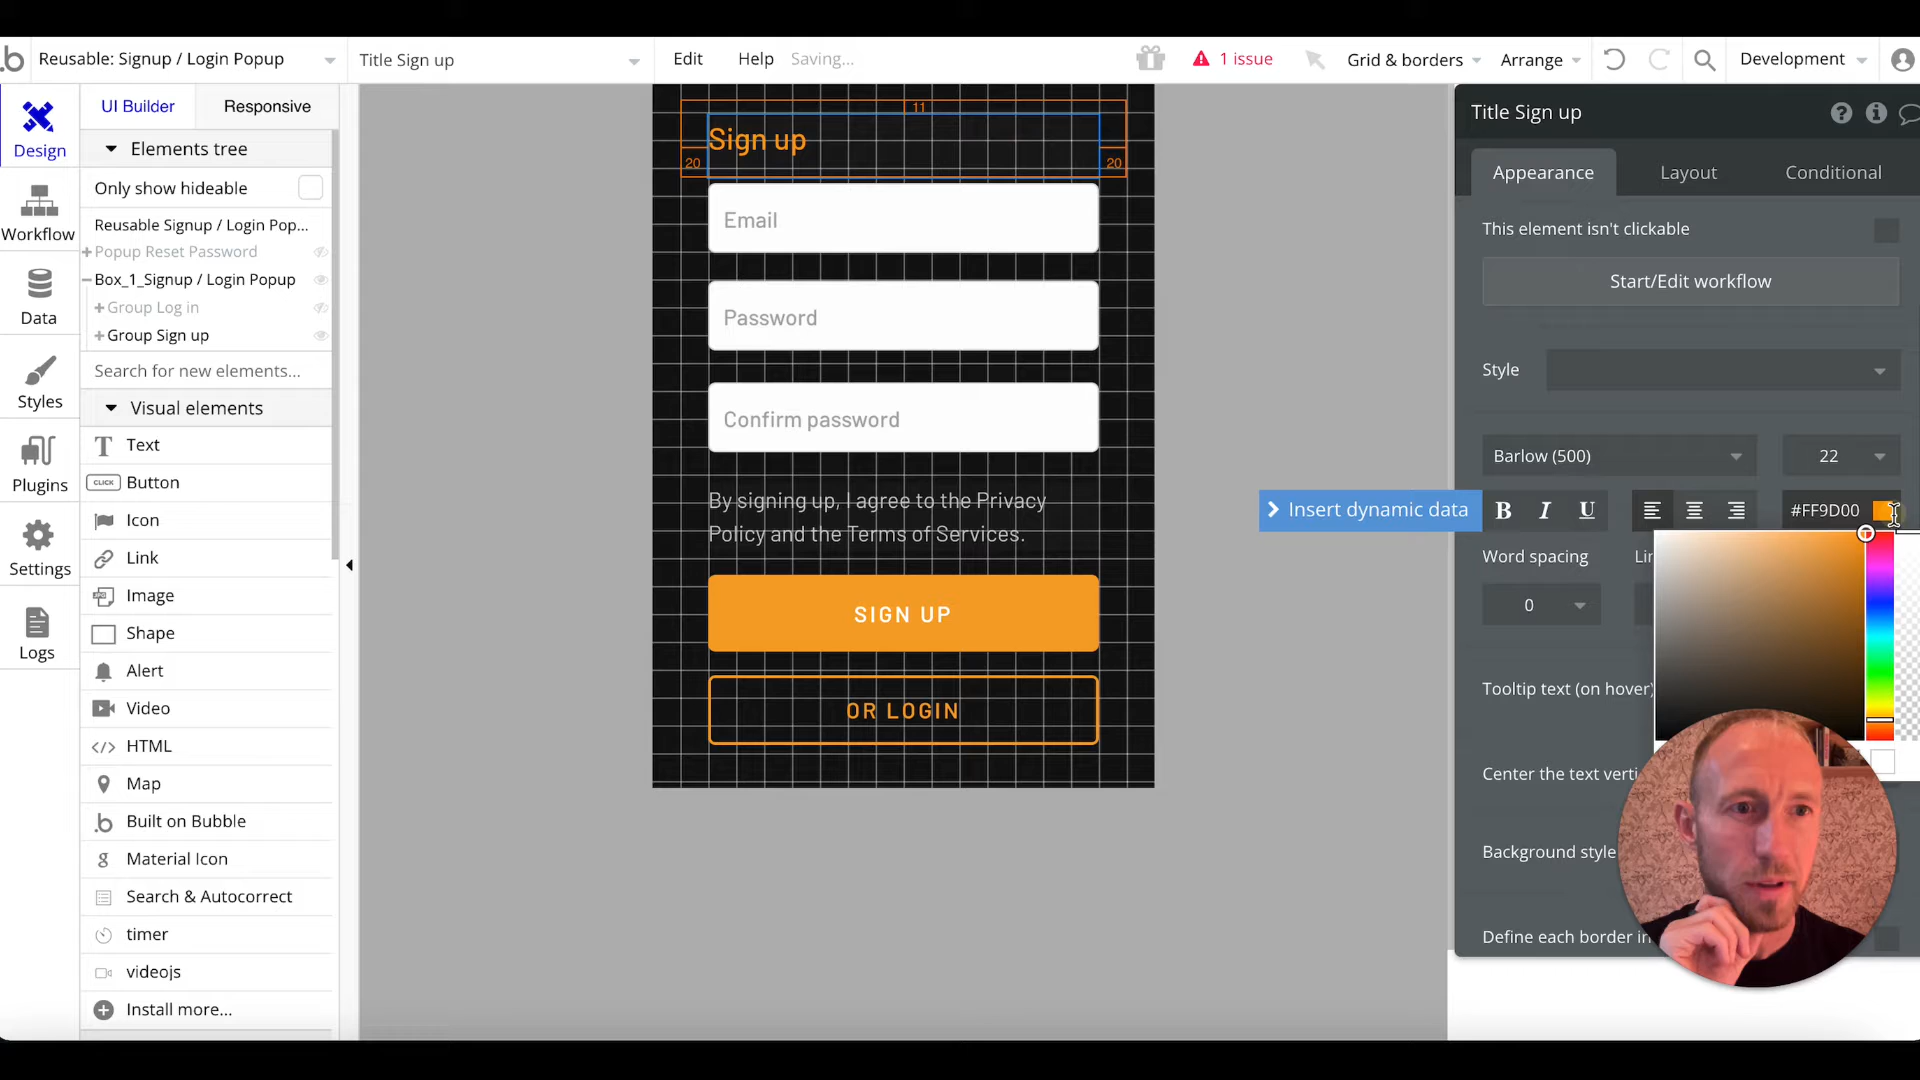 Reusable: Signup / Login Popup
Title Sign up
Edit
Help
Saving...
1 issue
Grid & borders
Arrange
Development
Design
Workflow
Data
Styles
Plugins
Settings
Logs
UI Builder
Responsive
Elements tree
Only show hideable
Reusable Signup / Login Pop...
Popup Reset Password
Box_1_Signup / Login Popup
Group Log in
Group Sign up
Search for new elements...
Visual elements
Text
CLICK Button
Icon
Link
Image
Shape
Alert
Video
</> HTML
Map
Built on Bubble
Material Icon
Search & Autocorrect
timer
videojs
Install more...
11
Sign up
20
20
Email
Password
Confirm password
By signing up, I agree to the Privacy
Policy and the Terms of Services.
SIGN UP
OR LOGIN
Title Sign up
Appearance
Layout
Conditional
This element isn't clickable
Start/Edit workflow
Style
Barlow (500)
22
Insert dynamic data
B I U
#FF9D00
Word spacing
0
Tooltip text (on hover)
Center the text
Background style
Define each border